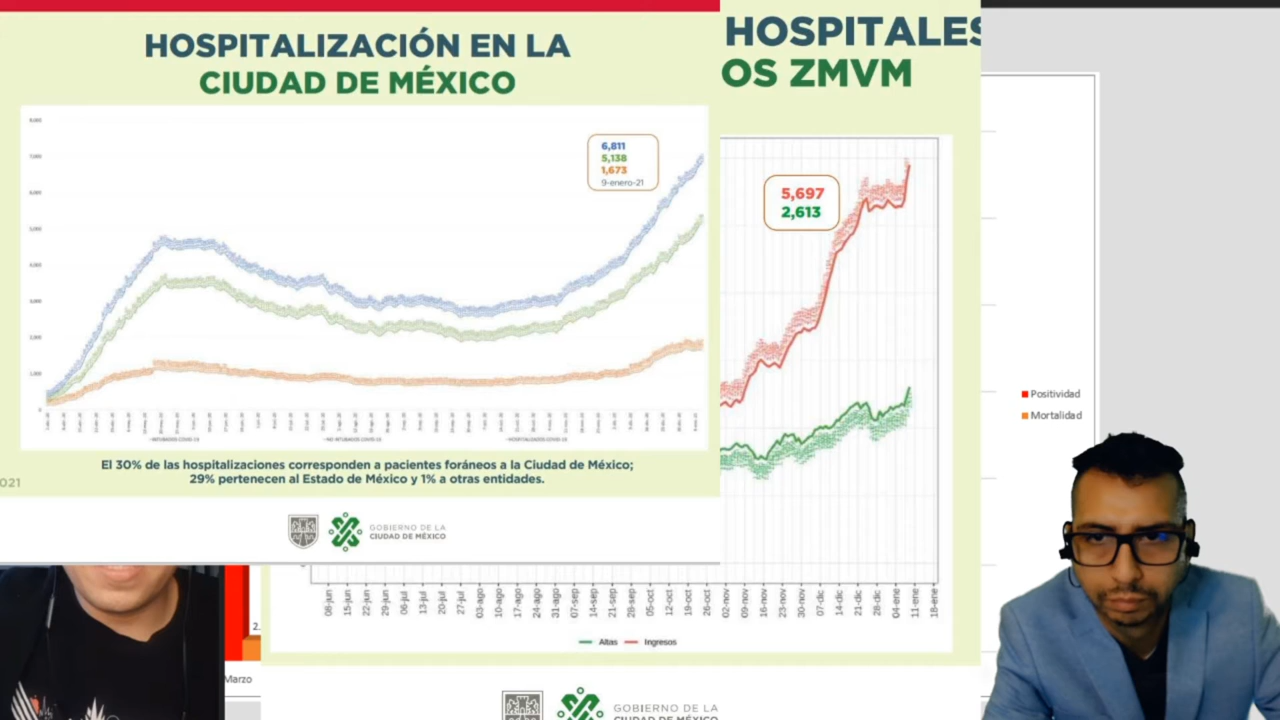 HOSPITALIZACIÓN EN LA
CIUDAD DE MÉXICO
6,811
5,138
1,673
9-enero-21
El 30% de las hospitalizaciones corresponden a pacientes foráneos a la Ciudad de México;
29% pertenecen al Estado de México y 1% a otras entidades.
021
GOBIERNO DE LA
CIUDAD DE MÉXICO
HOSPITALES
OS ZMVM
5,697
2,613
08-jun
15-jun
22-jun
29-jun
06-jul
13-jul
20-jul
27-jul
03-ago
10-ago
17-ago
24-ago
31-ago
07-sep
14-sep
21-sep
28-sep
05-oct
12-oct
19-oct
26-oct
02-nov
09-nov
16-nov
23-nov
30-nov
07-dic
14-dic
21-dic
28-dic
04-ene
11-ene
18-ene
Altas Ingresos
GOBIERNO DE LA
CIUDAD DE MÉXICO
Positividad
Mortalidad
2.
Marzo